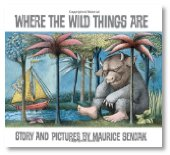 WHERE THE WILD THINGS ARE
STORY AND PICTURES BY MAURICE SENDAK